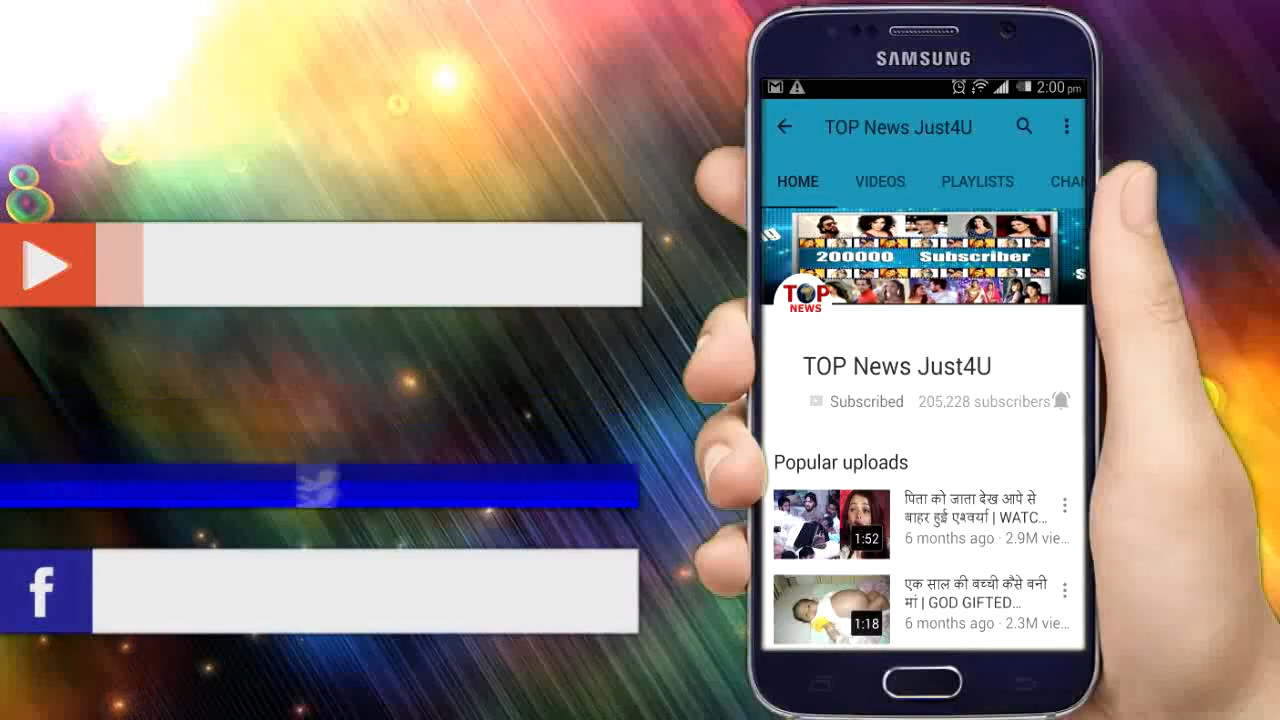 SAMSUNG
2:00 pm
TOP News Just4U
HOME VIDEOS PLAYLISTS CHAN
200000 Subscriber
TOP
NEWS
TOP News Just4U
Subscribed 205,228 subscribers
Popular uploads
पिता को जाता देख आपे से
बाहर हुई एश्वर्या | WATC...
1:52
6 months ago · 2.9M vie...
एक साल की बच्ची कैसे बनी
मां | GOD GIFTED...
1:18
6 months ago · 2.3M vie...